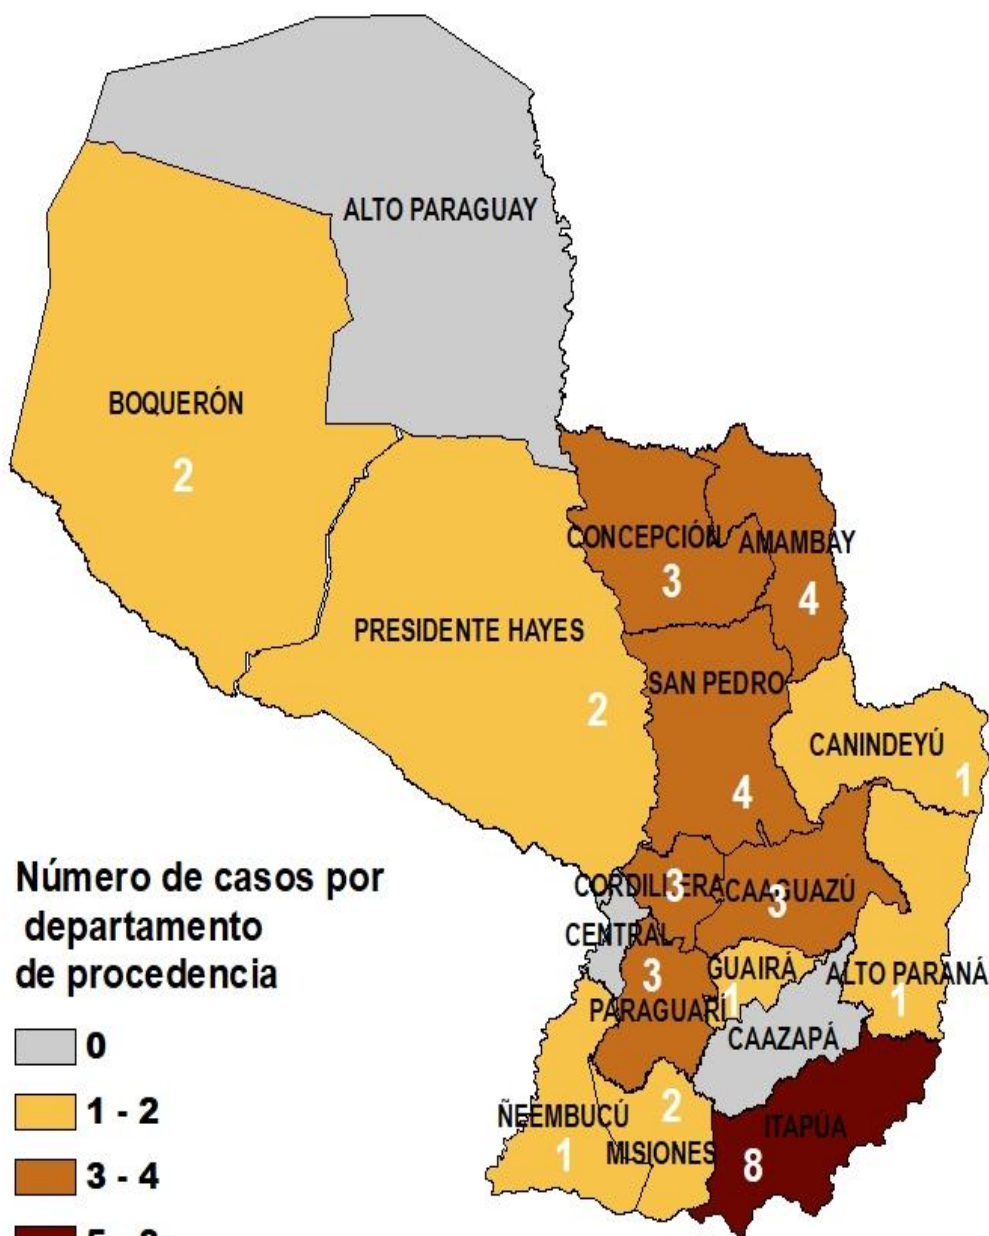 ALTO PARAGUAY
BOQUERÓN
2
CONCEPCIÓN
3
AMAMBAY
4
PRESIDENTE HAYES
2
SAN PEDRO
4
CANINDEYÚ
1
CORDILLERA
3
CAAGUAZÚ
3
CENTRAL
3
PARAGUARÍ
GUAIRÁ
1
ALTO PARANÁ
1
CAAZAPÁ
ÑEEMBUCÚ
1
2
MISIONES
ITAPÚA
8
Número de casos por
departamento
de procedencia
0
1 - 2
3 - 4